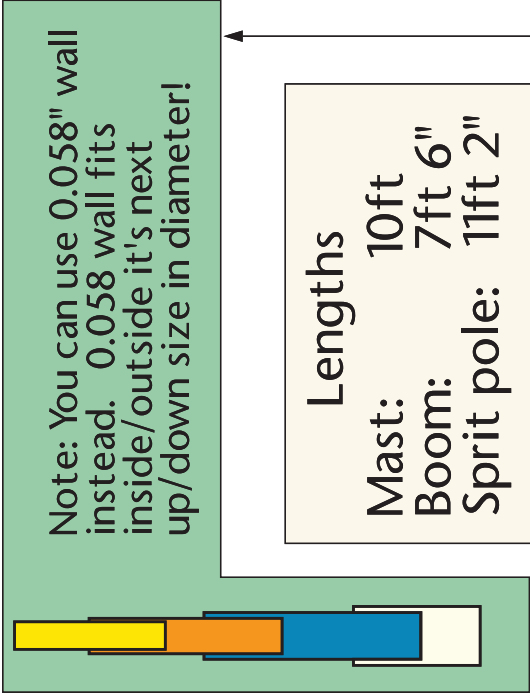 Note: You can use 0.058" wall
instead. 0.058 wall fits
inside/outside it's next
up/down size in diameter!
Lengths
Mast: 10ft
Boom: 7ft 6"
Sprit pole: 11ft 2"